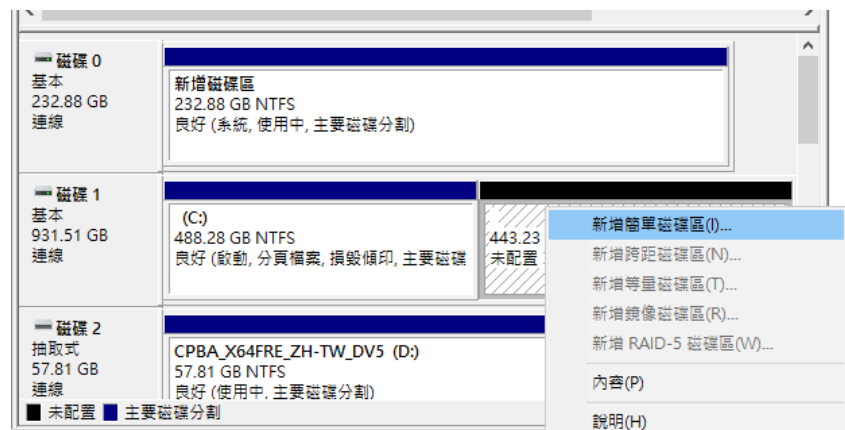 磁碟 0
基本
232.88 GB
連線
新增磁碟區
232.88 GB NTFS
良好 (系統, 使用中, 主要磁碟分割)
磁碟 1
基本
931.51 GB
連線
(C:)
488.28 GB NTFS
良好 (啟動, 分頁檔案, 損毀傾印, 主要磁碟
443.23
未配置
新增簡單磁碟區(I)...
新增跨距磁碟區(N)...
新增等量磁碟區(T)...
新增鏡像磁碟區(R)...
新增 RAID-5 磁碟區(W)...
內容(P)
說明(H)
磁碟 2
抽取式
57.81 GB
連線
CPBA_X64FRE_ZH-TW_DV5 (D:)
57.81 GB NTFS
良好 (使用中, 主要磁碟分割)
未配置 主要磁碟分割